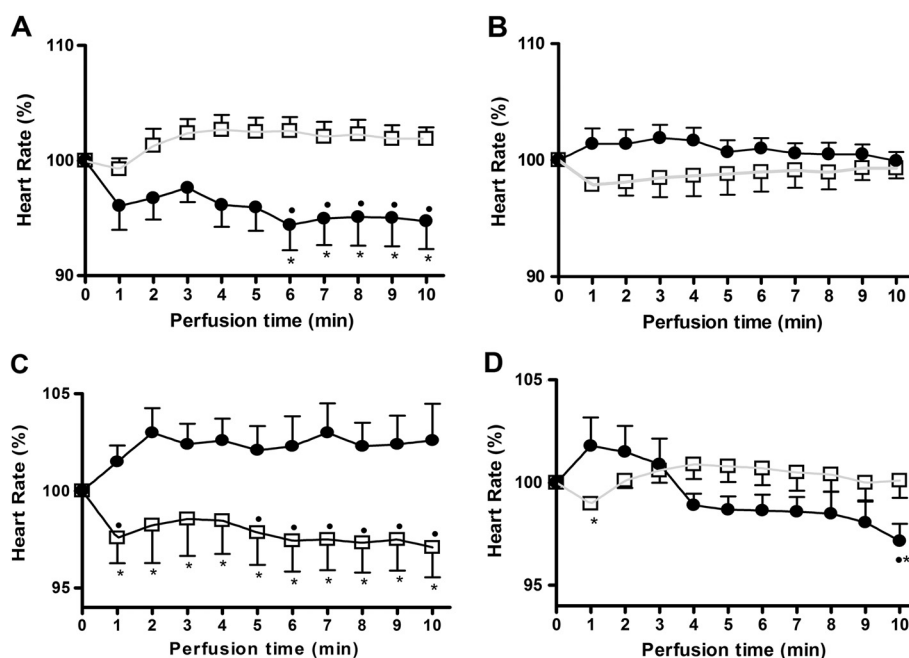 A
110
100
90
Heart Rate (%)
• • • • •
* * * * *
0 1 2 3 4 5 6 7 8 9 10
Perfusion time (min)
B
110
100
90
Heart Rate (%)
0 1 2 3 4 5 6 7 8 9 10
Perfusion time (min)
C
105
100
95
Heart Rate (%)
• • • • • • •
* * * * * * * * * *
0 1 2 3 4 5 6 7 8 9 10
Perfusion time (min)
D
105
100
95
Heart Rate (%)
*
•*
0 1 2 3 4 5 6 7 8 9 10
Perfusion time (min)